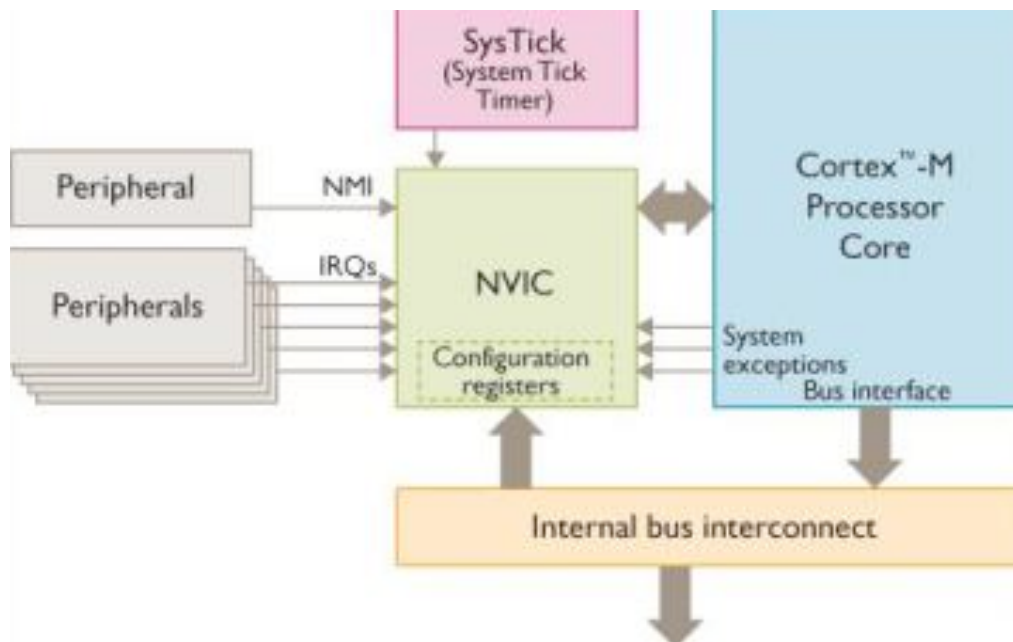 SysTick
(System Tick
Timer)
Cortex™-M
Processor
Core
Peripheral
NMI
IRQs
Peripherals
NVIC
Configuration
registers
System
exceptions
Bus interface
Internal bus interconnect